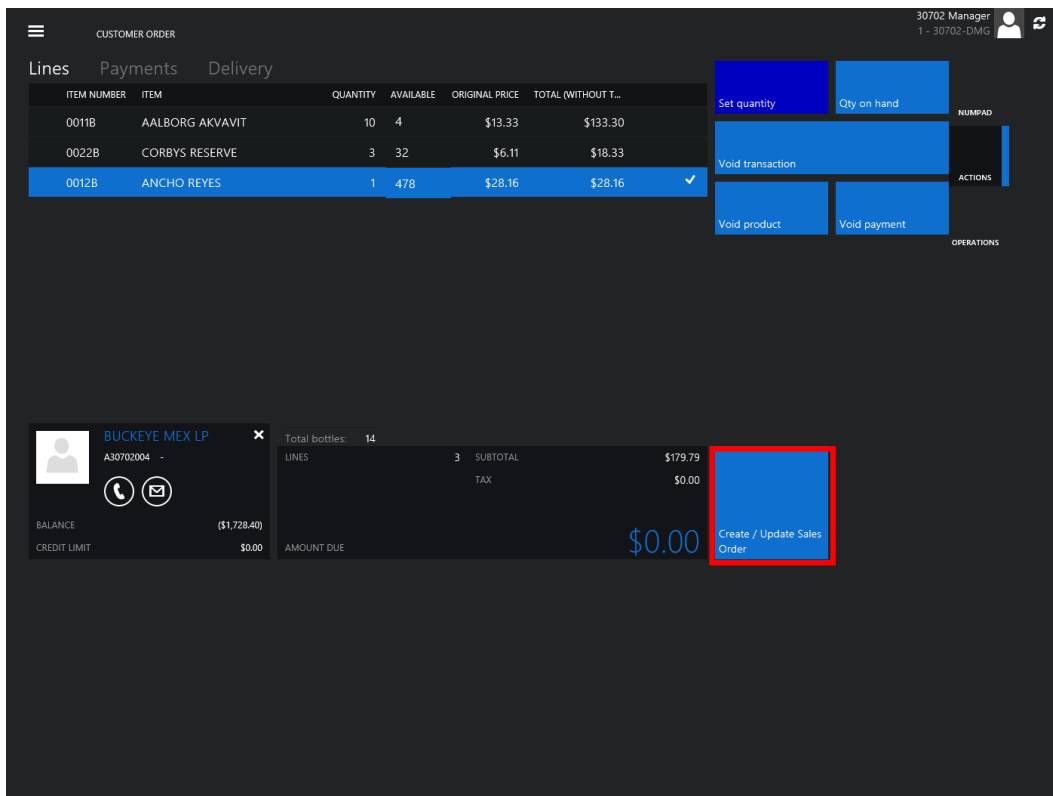 30702 Manager
1 - 30702-DMG
CUSTOMER ORDER
Lines Payments Delivery
ITEM NUMBER ITEM QUANTITY AVAILABLE ORIGINAL PRICE TOTAL (WITHOUT T...
0011B AALBORG AKVAVIT 10 4 $13.33 $133.30
0022B CORBYS RESERVE 3 32 $6.11 $18.33
0012B ANCHO REYES 1 478 $28.16 $28.16
Set quantity Qty on hand
NUMPAD
Void transaction
ACTIONS
Void product Void payment
OPERATIONS
BUCKEYE MEX LP
A30702004 -
BALANCE ($1,728.40)
CREDIT LIMIT $0.00
Total bottles: 14
LINES 3 SUBTOTAL $179.79
TAX $0.00
AMOUNT DUE $0.00
Create / Update Sales
Order